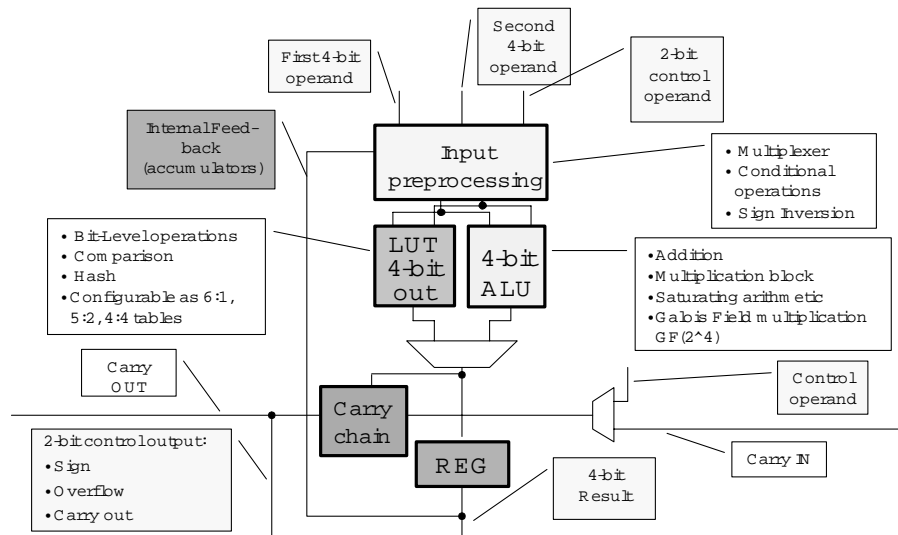 First 4-bit
operand
Second
4-bit
operand
2-bit
control
operand
Internal Feed-
back
(accumulators)
Input
preprocessing
• Multiplexer
• Conditional
operations
• Sign Inversion
• Bit-Level operations
• Comparison
• Hash
• Configurable as 6:1,
5:2, 4:4 tables
LUT
4-bit
out
4-bit
ALU
• Addition
• Multiplication block
• Saturating arithmetic
• Galois Field multiplication
GF(2^4)
Carry
OUT
Carry
chain
Control
operand
2-bit control output:
• Sign
• Overflow
• Carry out
REG
4-bit
Result
Carry IN